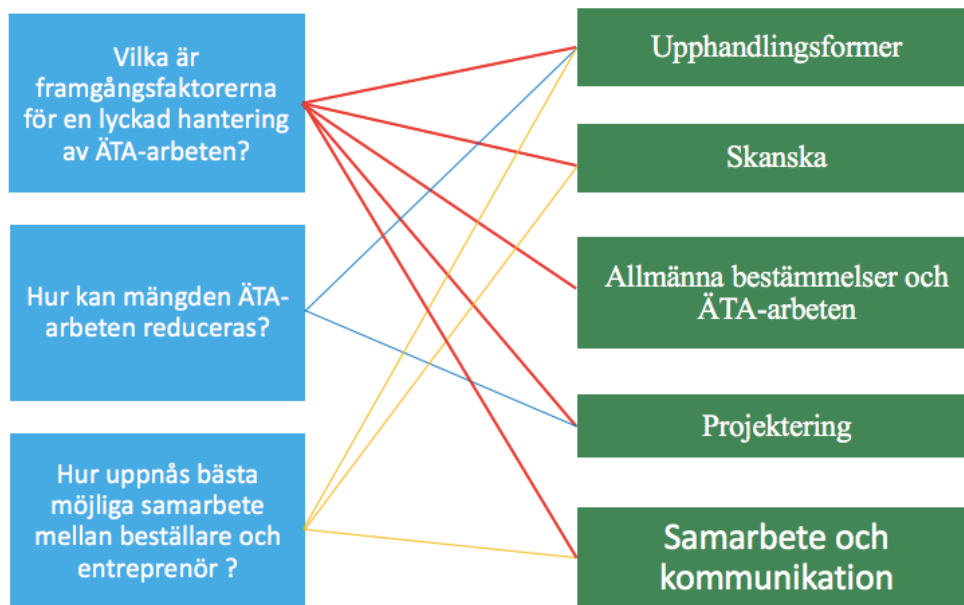 Vilka är
framgångsfaktorerna
för en lyckad hantering
av ÄTA-arbeten?
Hur kan mängden ÄTA-
arbeten reduceras?
Hur uppnås bästa
möjliga samarbete
mellan beställare och
entreprenör ?
Upphandlingsformer
Skanska
Allmänna bestämmelser och
ÄTA-arbeten
Projektering
Samarbete och
kommunikation